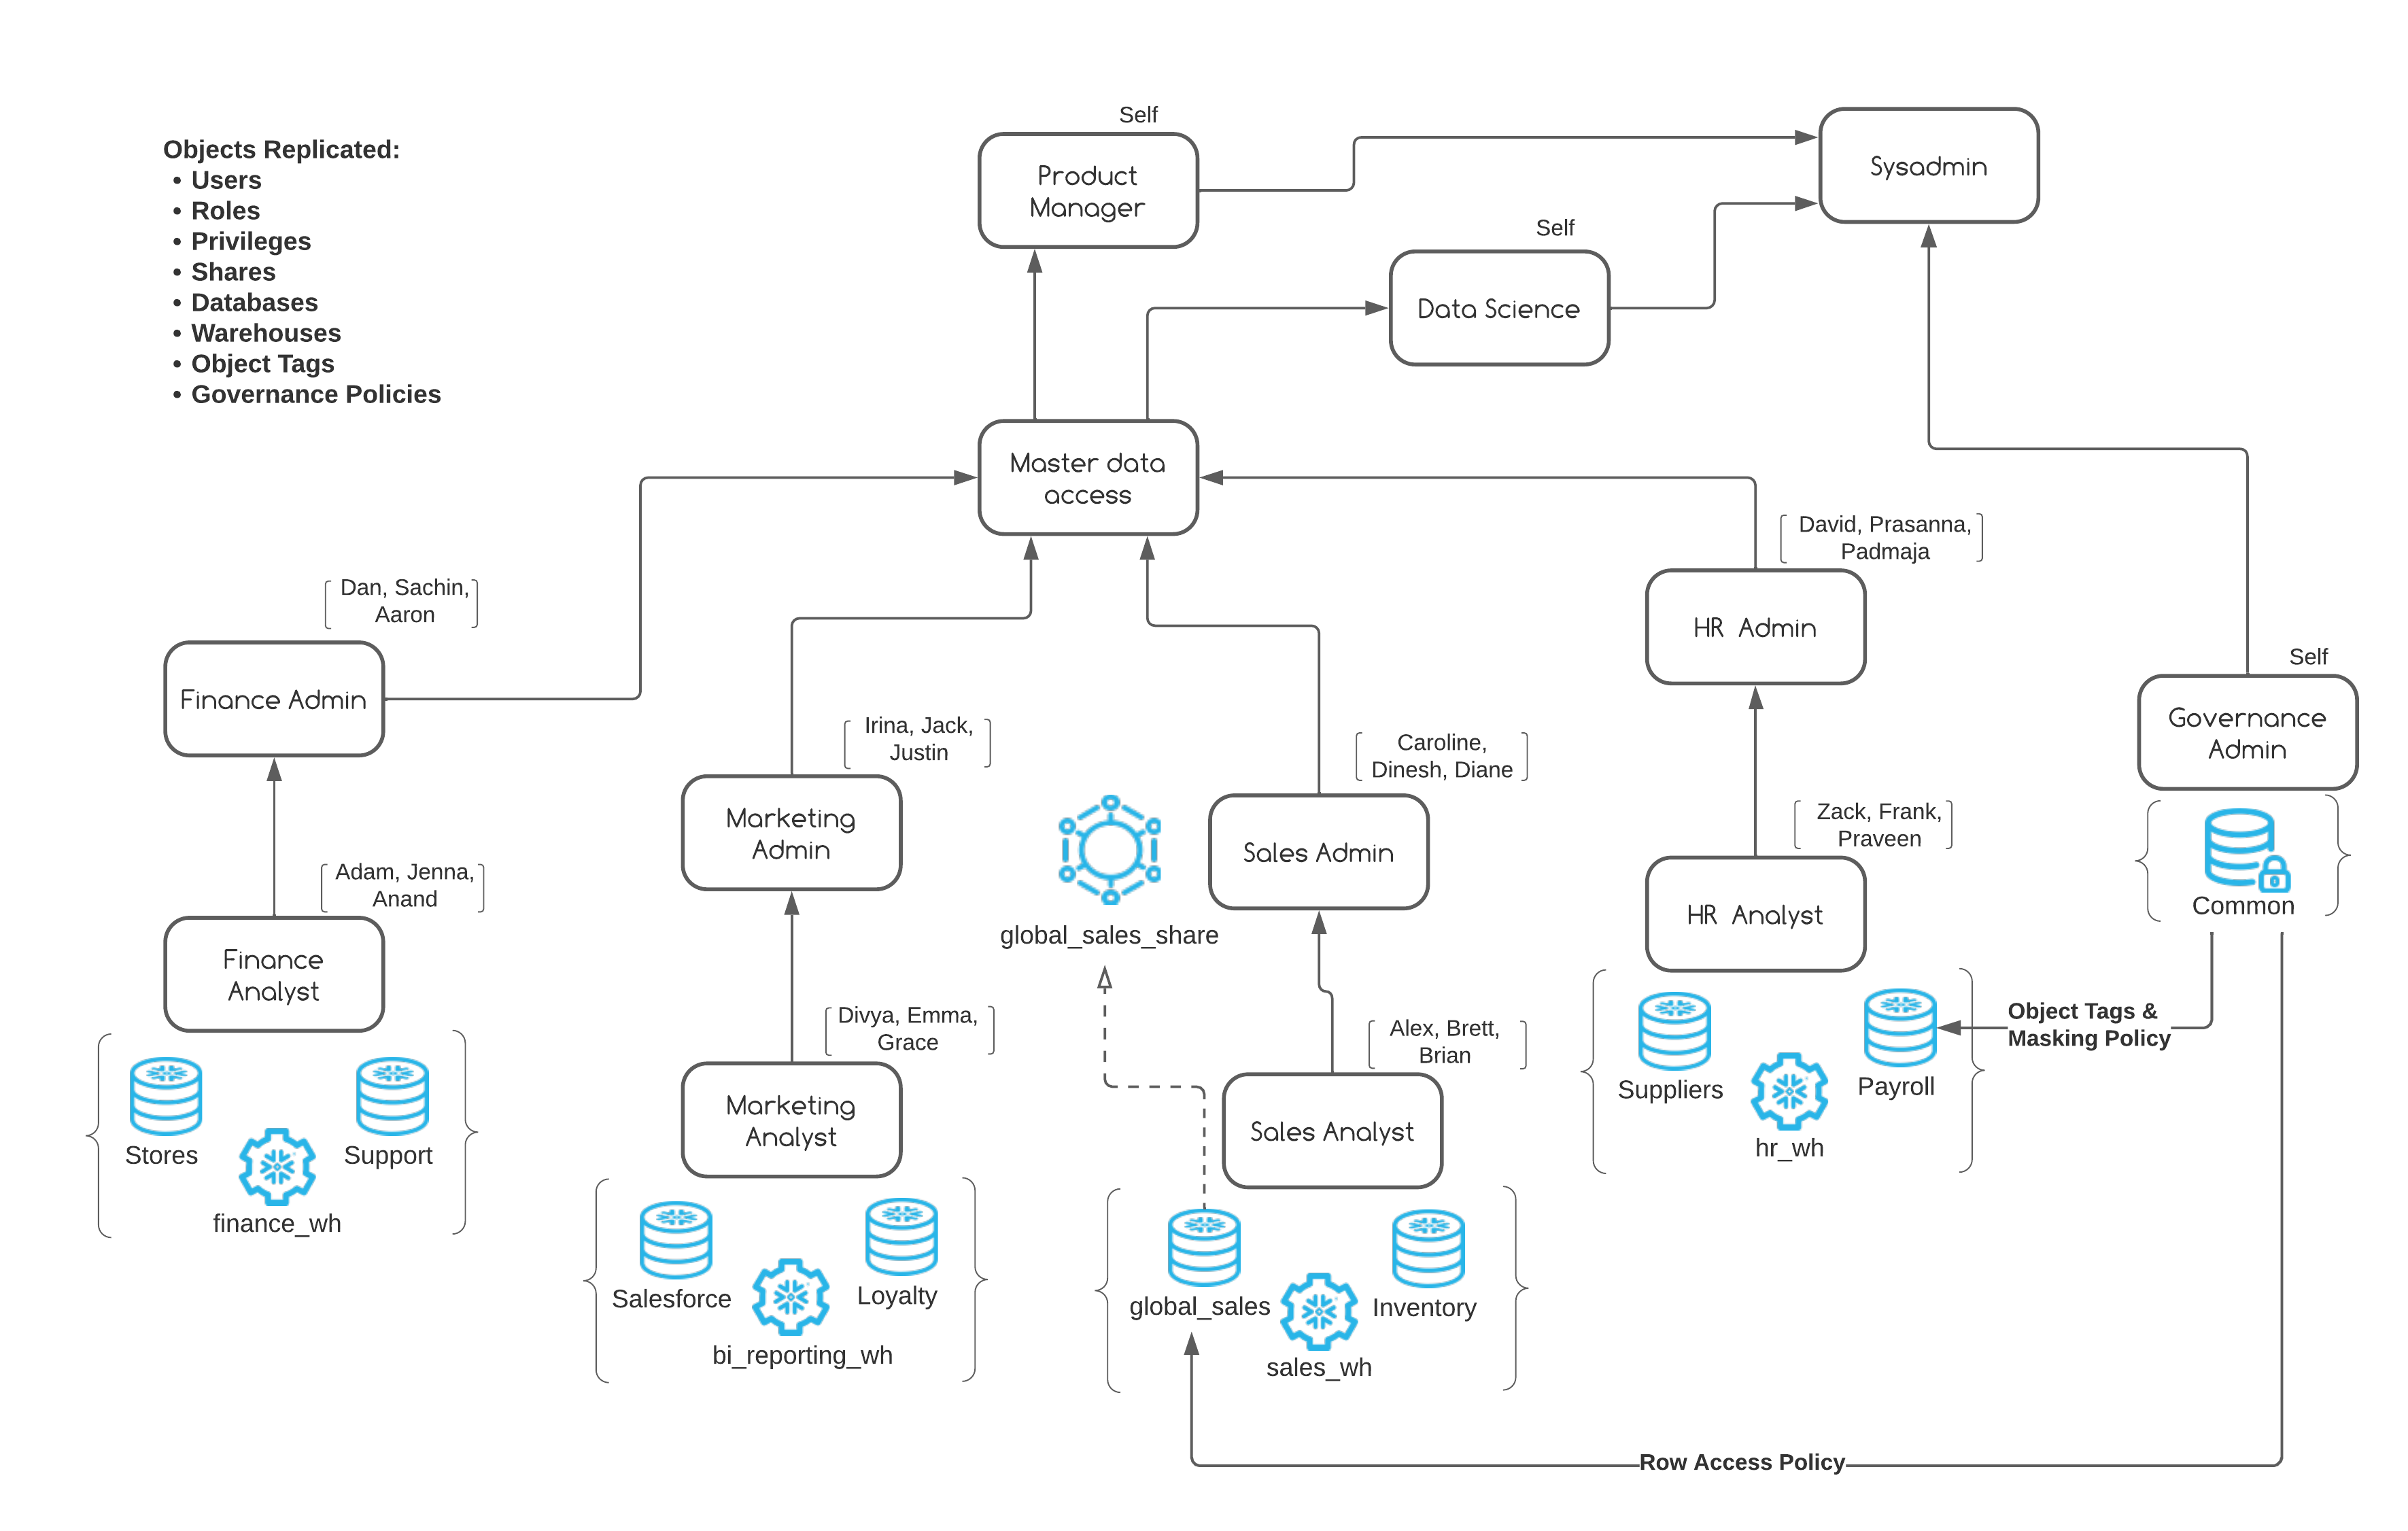 Objects Replicated:
• Users
• Roles
• Privileges
• Shares
• Databases
• Warehouses
• Object Tags
• Governance Policies
Self
Product
Manager
Sysadmin
Self
Data Science
Master data
access
Dan, Sachin,
Aaron
Finance Admin
Adam, Jenna,
Anand
Finance
Analyst
Stores
Support
finance_wh
Irina, Jack,
Justin
Marketing
Admin
Divya, Emma,
Grace
Marketing
Analyst
Salesforce
Loyalty
bi_reporting_wh
global_sales_share
Caroline,
Dinesh, Diane
Sales Admin
Alex, Brett,
Brian
Sales Analyst
global_sales
Inventory
sales_wh
David, Prasanna,
Padmaja
HR Admin
Zack, Frank,
Praveen
HR Analyst
Suppliers
Payroll
hr_wh
Self
Governance
Admin
Common
Object Tags &
Masking Policy
Row Access Policy